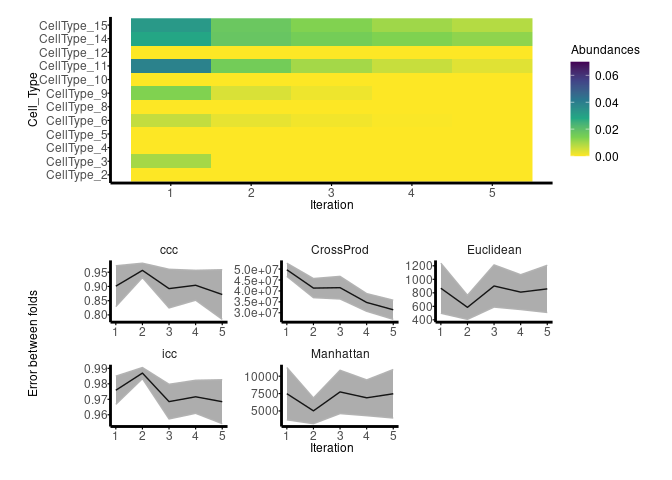 CellType_15
CellType_14
CellType_12
CellType_11
CellType_10
CellType_9
CellType_8
CellType_6
CellType_5
CellType_4
CellType_3
CellType_2
Cell_Type
1 2 3 4 5
Iteration
Abundances
0.06
0.04
0.02
0.00
Error between folds
ccc
0.95
0.90
0.85
0.80
1 2 3 4 5
CrossProd
5.0e+07
4.5e+07
4.0e+07
3.5e+07
3.0e+07
1 2 3 4 5
Euclidean
1200
1000
800
600
400
1 2 3 4 5
icc
0.99
0.98
0.97
0.96
1 2 3 4 5
Manhattan
10000
7500
5000
1 2 3 4 5
Iteration